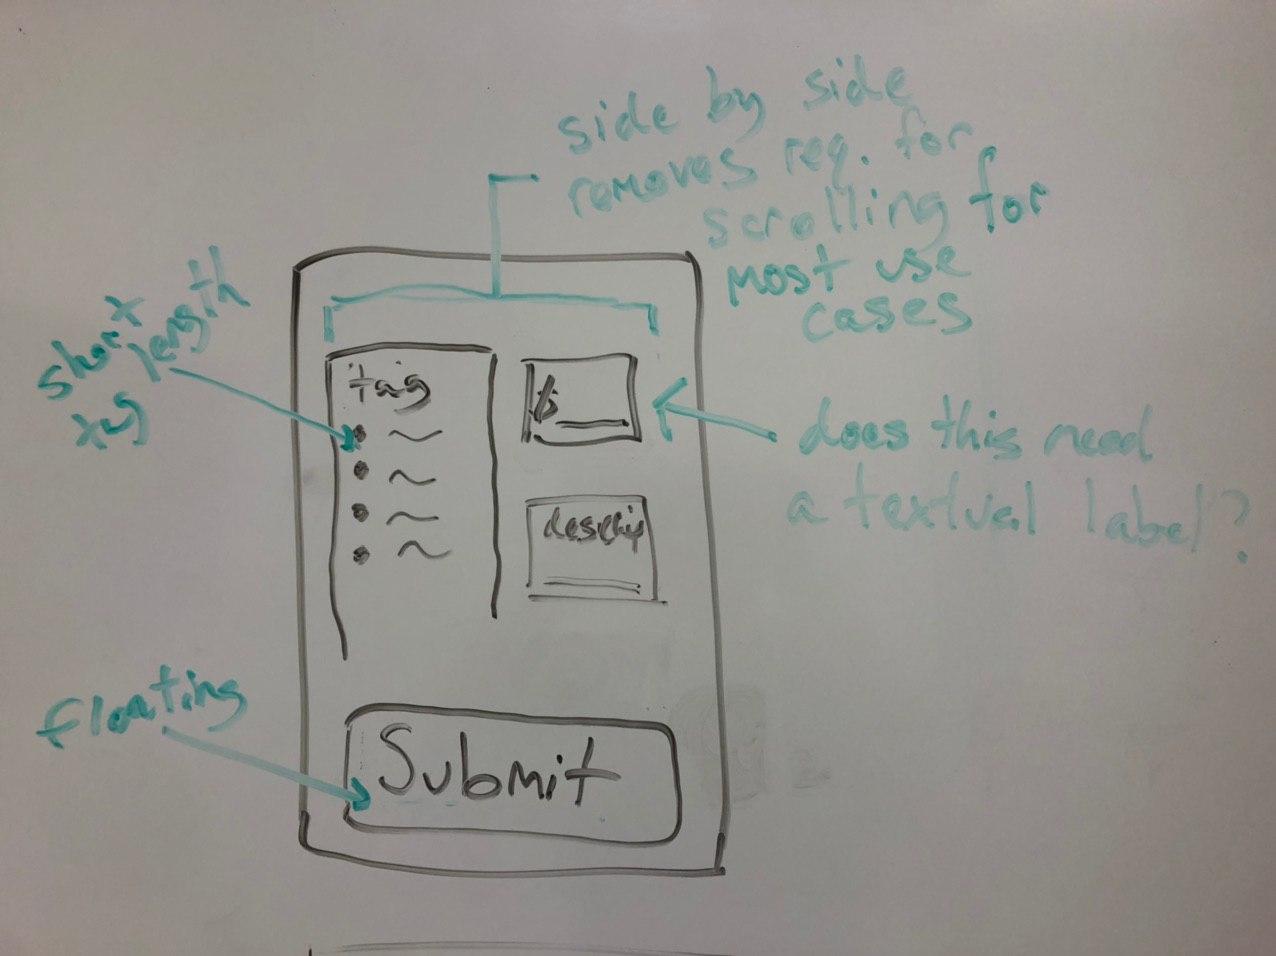 side by side
removes req. for
scrolling for
most use
cases
short
length
tag
tag
~
~
~
~
$
does this need
a textual label?
descrip
floating
Submit